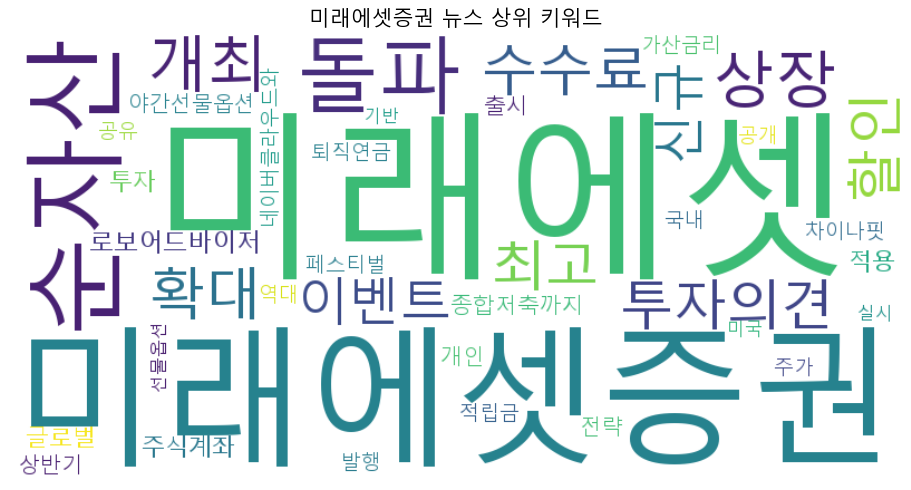 미래에셋증권 뉴스 상위 키워드
순자산
개최
돌파
수수료
가산금리
상장
야간선물옵션
네이버클라우드와
출시
신규
할인
공유
기반
공개
퇴직연금
투자
미래에셋
국내
로보어드바이저
차이나핏
페스티벌
최고
적용
확대
역대
이벤트
종합저축까지
투자의견
실시
미국
선물옵션
미래에셋증권
개인
주가
적립금
전략
글로벌
주식계좌
상반기
발행